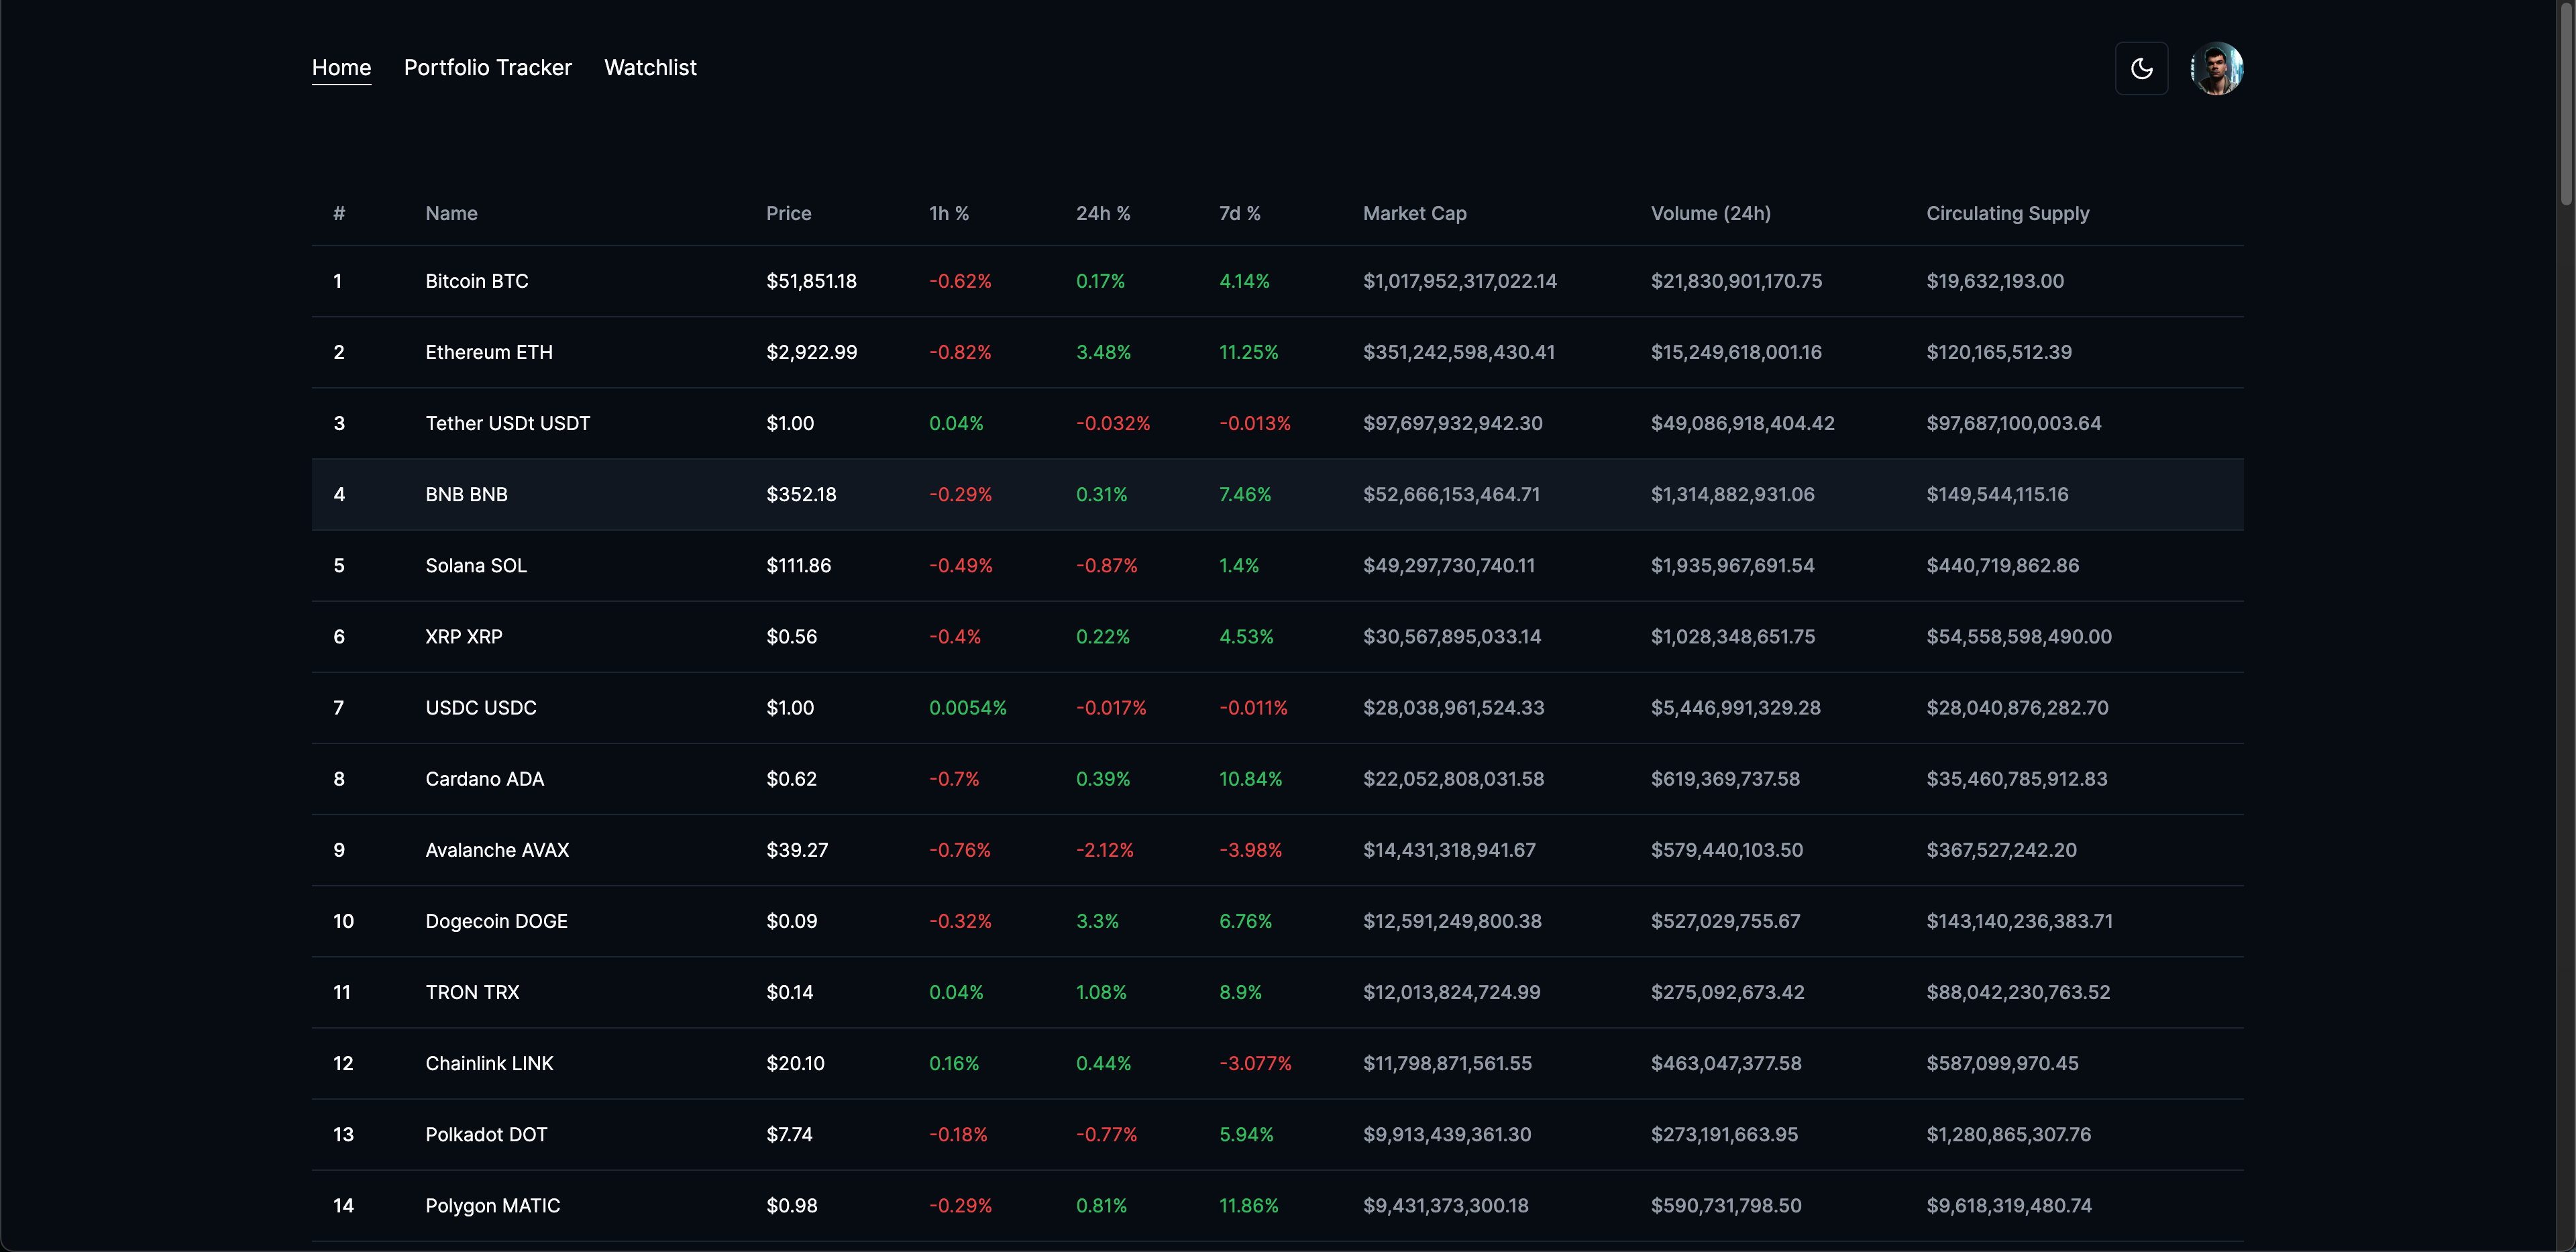 Home Portfolio Tracker Watchlist
# Name Price 1h % 24h % 7d % Market Cap Volume (24h) Circulating Supply
1 Bitcoin BTC $51,851.18 -0.62% 0.17% 4.14% $1,017,952,317,022.14 $21,830,901,170.75 $19,632,193.00
2 Ethereum ETH $2,922.99 -0.82% 3.48% 11.25% $351,242,598,430.41 $15,249,618,001.16 $120,165,512.39
3 Tether USDt USDT $1.00 0.04% -0.032% -0.013% $97,697,932,942.30 $49,086,918,404.42 $97,687,100,003.64
4 BNB BNB $352.18 -0.29% 0.31% 7.46% $52,666,153,464.71 $1,314,882,931.06 $149,544,115.16
5 Solana SOL $111.86 -0.49% -0.87% 1.4% $49,297,730,740.11 $1,935,967,691.54 $440,719,862.86
6 XRP XRP $0.56 -0.4% 0.22% 4.53% $30,567,895,033.14 $1,028,348,651.75 $54,558,598,490.00
7 USDC USDC $1.00 0.0054% -0.017% -0.011% $28,038,961,524.33 $5,446,991,329.28 $28,040,876,282.70
8 Cardano ADA $0.62 -0.7% 0.39% 10.84% $22,052,808,031.58 $619,369,737.58 $35,460,785,912.83
9 Avalanche AVAX $39.27 -0.76% -2.12% -3.98% $14,431,318,941.67 $579,440,103.50 $367,527,242.20
10 Dogecoin DOGE $0.09 -0.32% 3.3% 6.76% $12,591,249,800.38 $527,029,755.67 $143,140,236,383.71
11 TRON TRX $0.14 0.04% 1.08% 8.9% $12,013,824,724.99 $275,092,673.42 $88,042,230,763.52
12 Chainlink LINK $20.10 0.16% 0.44% -3.077% $11,798,871,561.55 $463,047,377.58 $587,099,970.45
13 Polkadot DOT $7.74 -0.18% -0.77% 5.94% $9,913,439,361.30 $273,191,663.95 $1,280,865,307.76
14 Polygon MATIC $0.98 -0.29% 0.81% 11.86% $9,431,373,300.18 $590,731,798.50 $9,618,319,480.74